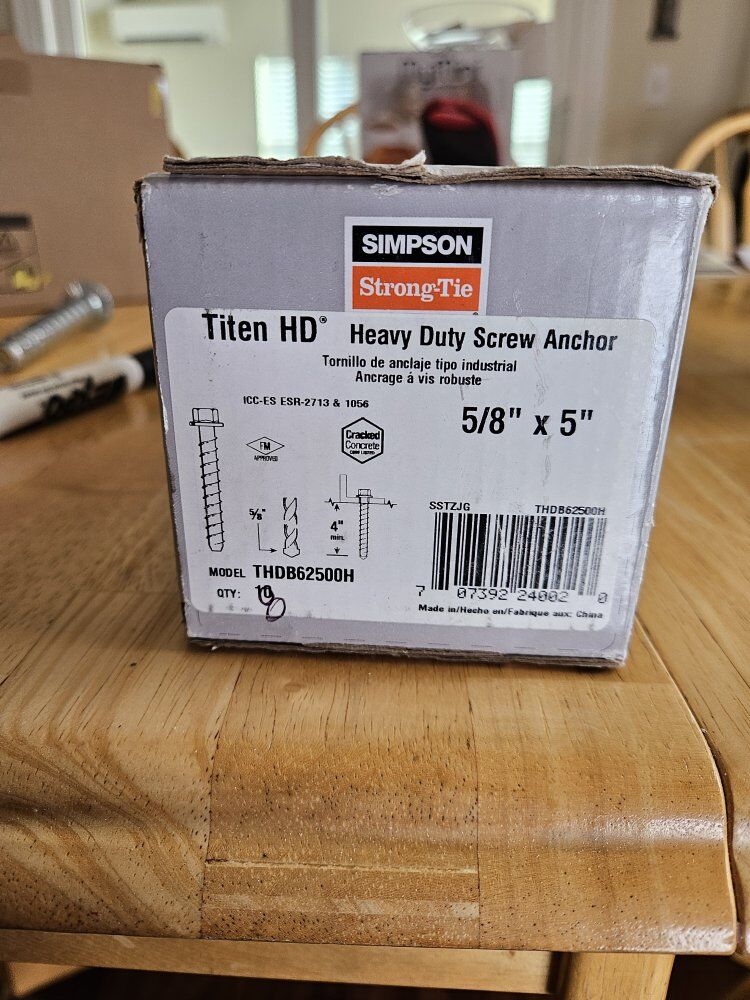 SIMPSON
Strong-Tie
®
Titen HD® Heavy Duty Screw Anchor
Tornillo de anclaje tipo industrial
Ancrage á vis robuste
ICC-ES ESR-2713 & 1056
5/8" x 5"
FM
APPROVED
Cracked
Concrete
5/8"
4"
min.
SSTZJG THDB62500H
MODEL THDB62500H
QTY: 10
7 07392 24002 0
Made in/Hecho en/Fabrique aux: China